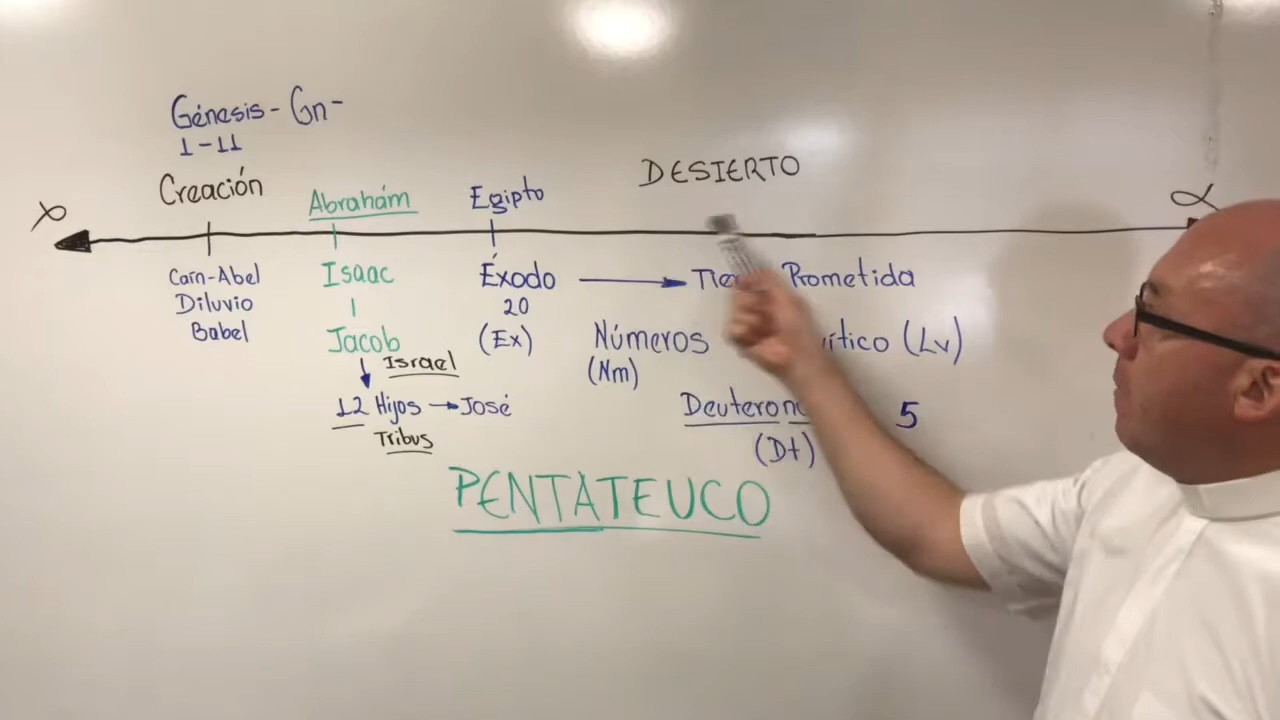 Génesis - Gn-
1-11
Creación
Abrahám
Egipto
DESIERTO
Caín-Abel
Diluvio
Babel
Isaac
Jacob
Israel
12 Hijos → José
Tribus
Éxodo
20
(Ex)
Prometida
Números
(Nm)
(Lv)
5
(Dt)
PENTATEUCO